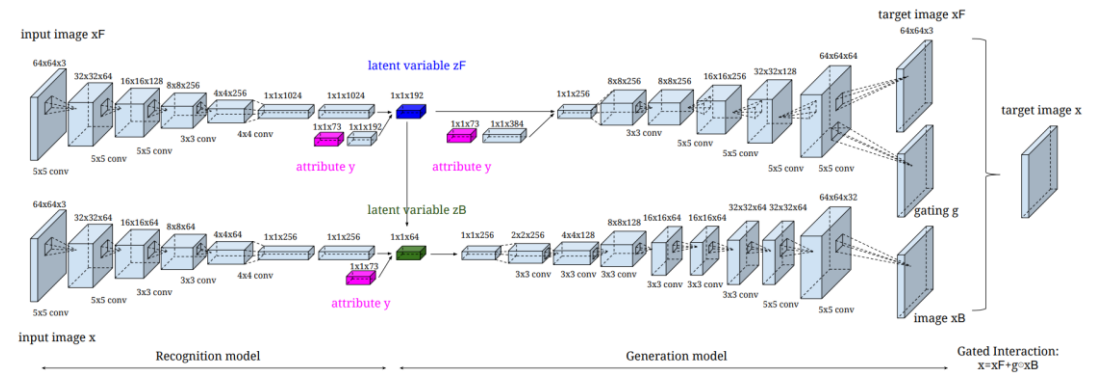 input image xF
64x64x3
32x32x64
16x16x128
8x8x256
4x4x256
1x1x1024
1x1x1024
latent variable zF
1x1x192
1x1x256
8x8x256
8x8x256
16x16x256
32x32x128
64x64x64
target image xF
64x64x3
5x5 conv
5x5 conv
5x5 conv
3x3 conv
4x4 conv
1x1x73
1x1x192
attribute y
1x1x73
1x1x384
attribute y
3x3 conv
5x5 conv
5x5 conv
5x5 conv
target image x
gating g
64x64x3
32x32x64
16x16x64
8x8x64
4x4x64
1x1x256
1x1x256
latent variable zB
1x1x64
1x1x256
2x2x256
4x4x128
8x8x128
16x16x64
16x16x64
32x32x64
32x32x64
64x64x32
5x5 conv
5x5 conv
3x3 conv
3x3 conv
4x4 conv
1x1x73
attribute y
3x3 conv
3x3 conv
3x3 conv
3x3 conv
3x3 conv
5x5 conv
5x5 conv
image xB
input image x
Recognition model
Generation model
Gated Interaction:
x=xF+g○xB